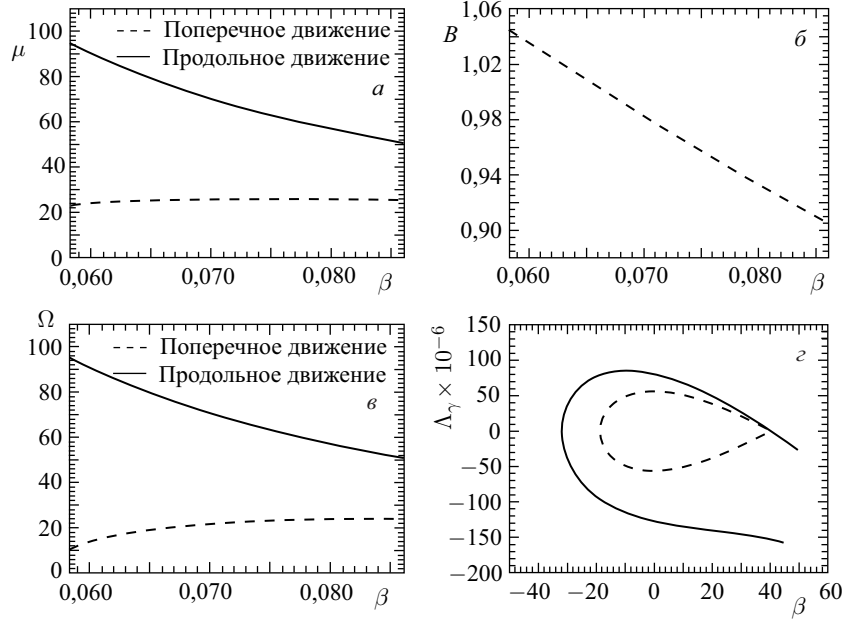 100
μ
80
60
40
20
0
Поперечное движение
Продольное движение
а
0,060
0,070
0,080
β
1,06
B
1,02
0,98
0,94
0,90
б
0,060
0,070
0,080
β
Ω
100
80
60
40
20
0
Поперечное движение
Продольное движение
в
0,060
0,070
0,080
β
Λγ × 10⁻⁶
150
100
50
0
−50
−100
−150
−200
г
−40
−20
0
20
40
60
β